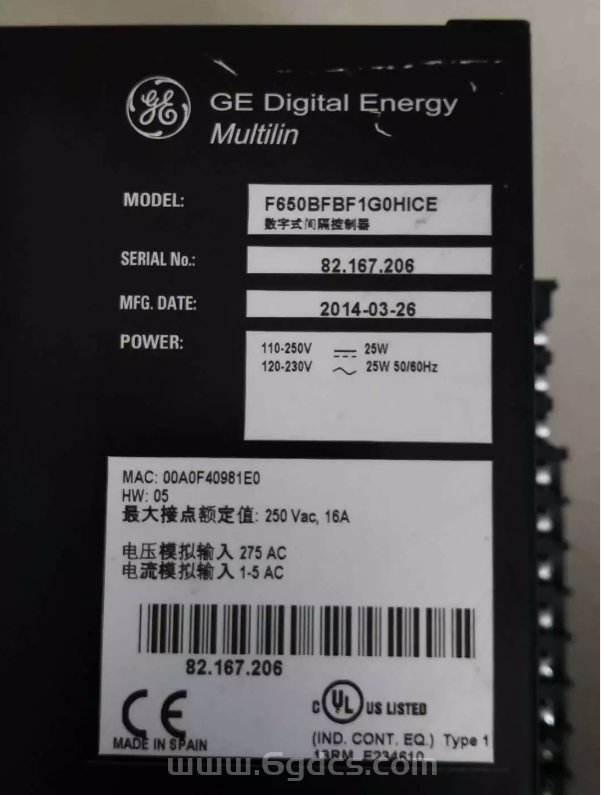 GE GE Digital Energy
Multilin
MODEL: F650BFBF1G0HICE
数字式间隔控制器
SERIAL No.: 82.167.206
MFG. DATE: 2014-03-26
POWER: 110-250V ⎓ 25W
120-230V ～ 25W 50/60Hz
MAC: 00A0F40981E0
HW: 05
最大接点额定值: 250 Vac, 16A
电压模拟输入 275 AC
电流模拟输入 1-5 AC
82.167.206
CE
C UL US LISTED
MADE IN SPAIN
(IND. CONT. EQ.) Type 1
13RM E234610
www.6gdcs.com